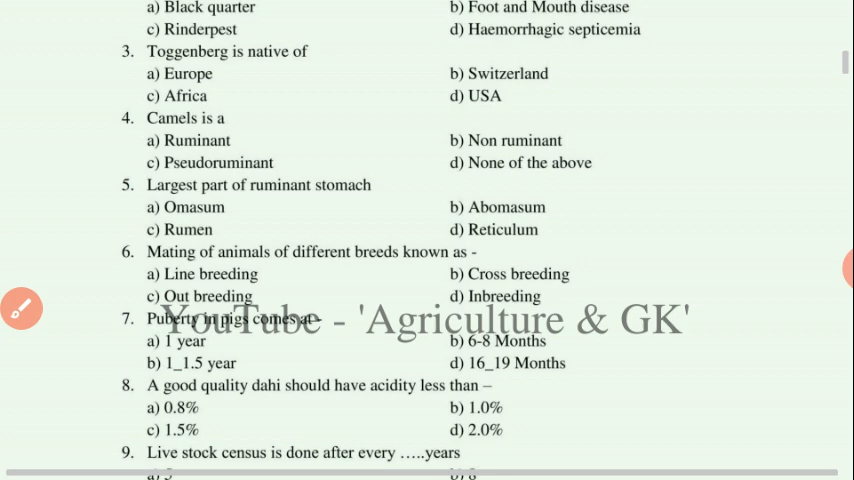 a) Black quarter b) Foot and Mouth disease
c) Rinderpest d) Haemorrhagic septicemia
3. Toggenberg is native of
a) Europe b) Switzerland
c) Africa d) USA
4. Camels is a
a) Ruminant b) Non ruminant
c) Pseudoruminant d) None of the above
5. Largest part of ruminant stomach
a) Omasum b) Abomasum
c) Rumen d) Reticulum
6. Mating of animals of different breeds known as -
a) Line breeding b) Cross breeding
c) Out breeding d) Inbreeding
YouTube - 'Agriculture & GK'
7. Puberty in pigs comes at -
a) 1 year b) 6-8 Months
b) 1_1.5 year d) 16_19 Months
8. A good quality dahi should have acidity less than –
a) 0.8% b) 1.0%
c) 1.5% d) 2.0%
9. Live stock census is done after every …..years